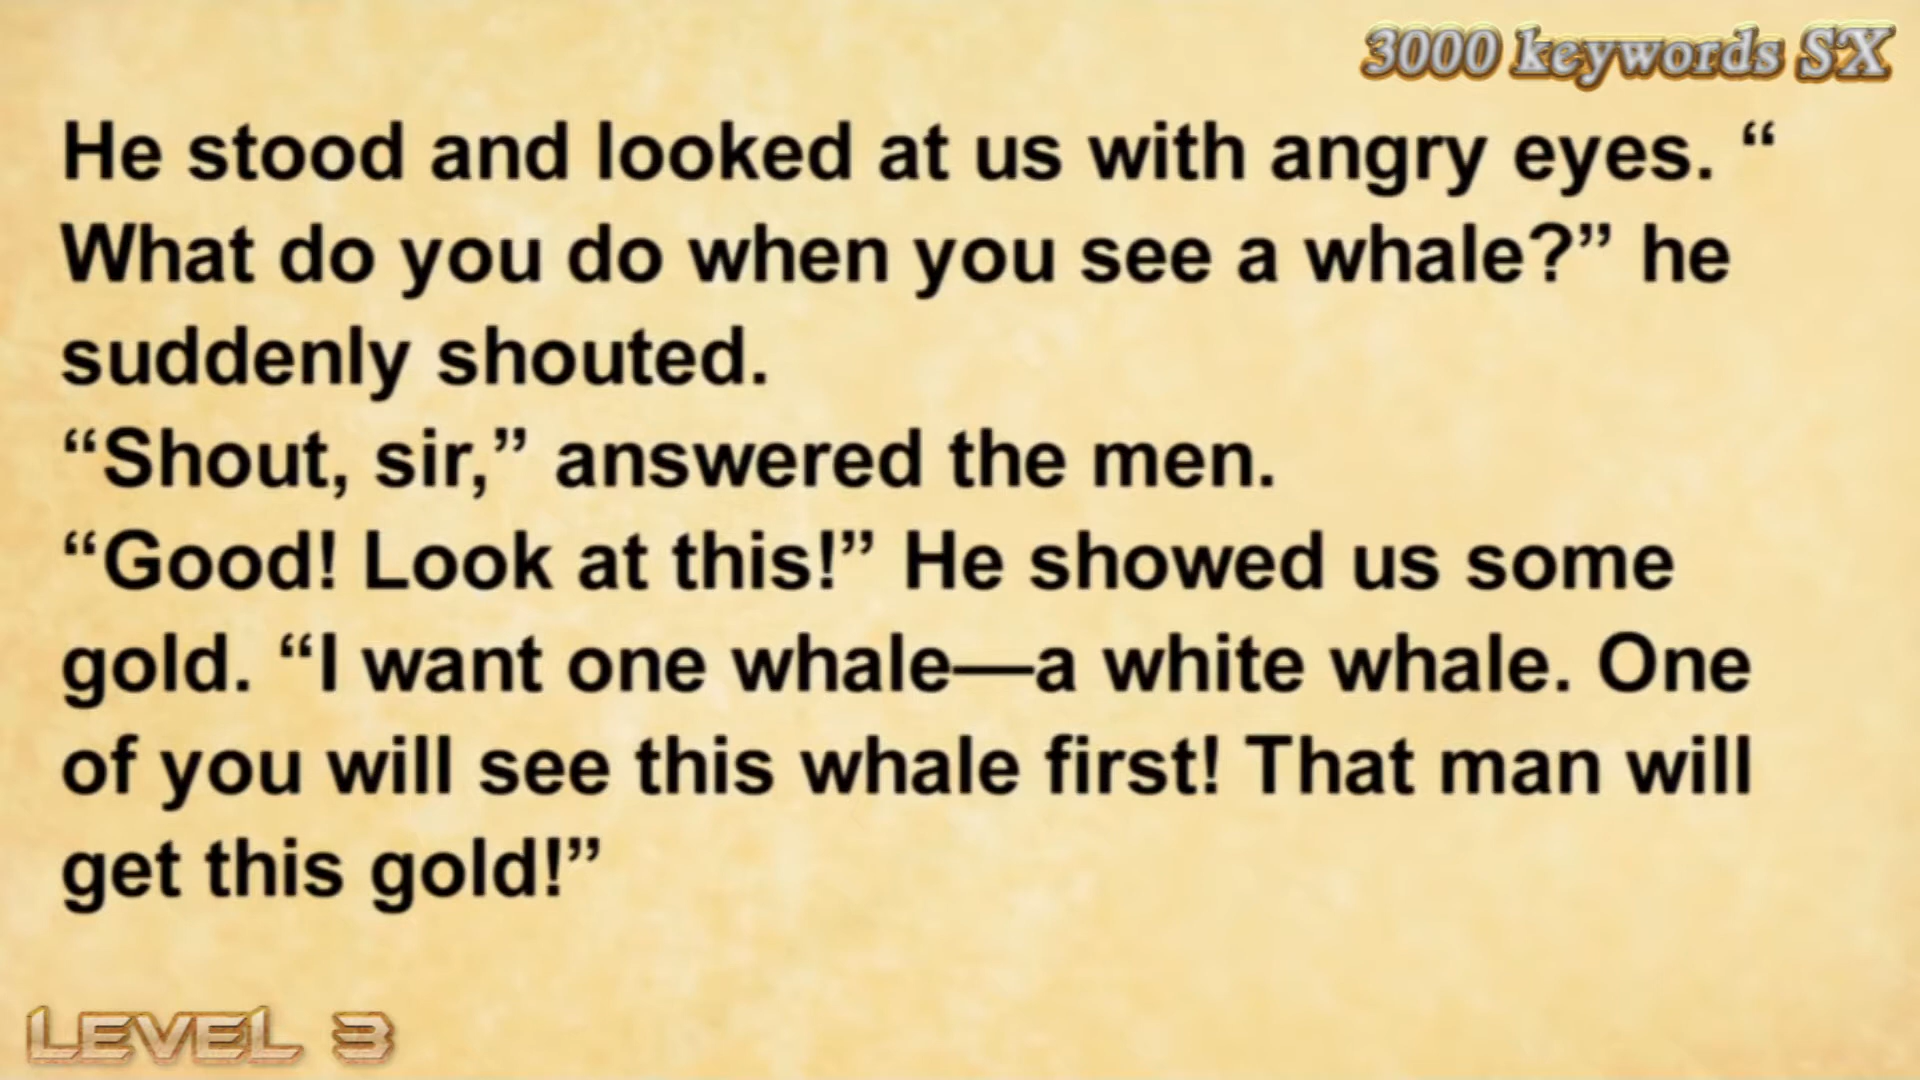 3000 keywords SX
He stood and looked at us with angry eyes. “
What do you do when you see a whale?” he
suddenly shouted.
“Shout, sir,” answered the men.
“Good! Look at this!” He showed us some
gold. “I want one whale—a white whale. One
of you will see this whale first! That man will
get this gold!”
LEVEL 3